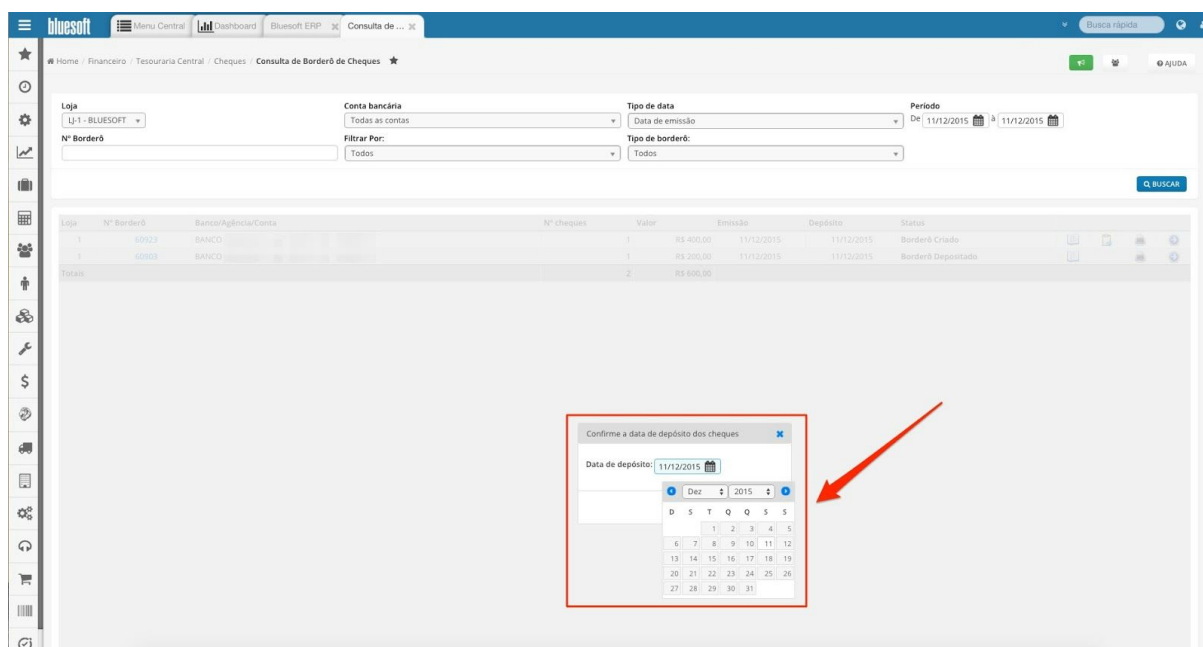 bluesoft Menu Central Dashboard Bluesoft ERP Consulta de ... Busca rápida
Home / Financeiro / Tesouraria Central / Cheques / Consulta de Borderô de Cheques AJUDA
Loja Conta bancária Tipo de data Período
LJ-1 - BLUESOFT Todas as contas Data de emissão De 11/12/2015 à 11/12/2015
Nº Borderô Filtrar Por: Tipo de borderô:
Todos Todos
BUSCAR
Loja Nº Borderô Banco/Agência/Conta Nº cheques Valor Emissão Depósito Status
1 60923 BANCO 1 R$ 400,00 11/12/2015 11/12/2015 Borderô Criado
1 60903 BANCO 1 R$ 200,00 11/12/2015 11/12/2015 Borderô Depositado
Totais 2 R$ 600,00
Confirme a data de depósito dos cheques
Data de depósito: 11/12/2015
Dez 2015
D S T Q Q S S
1 2 3 4 5
6 7 8 9 10 11 12
13 14 15 16 17 18 19
20 21 22 23 24 25 26
27 28 29 30 31